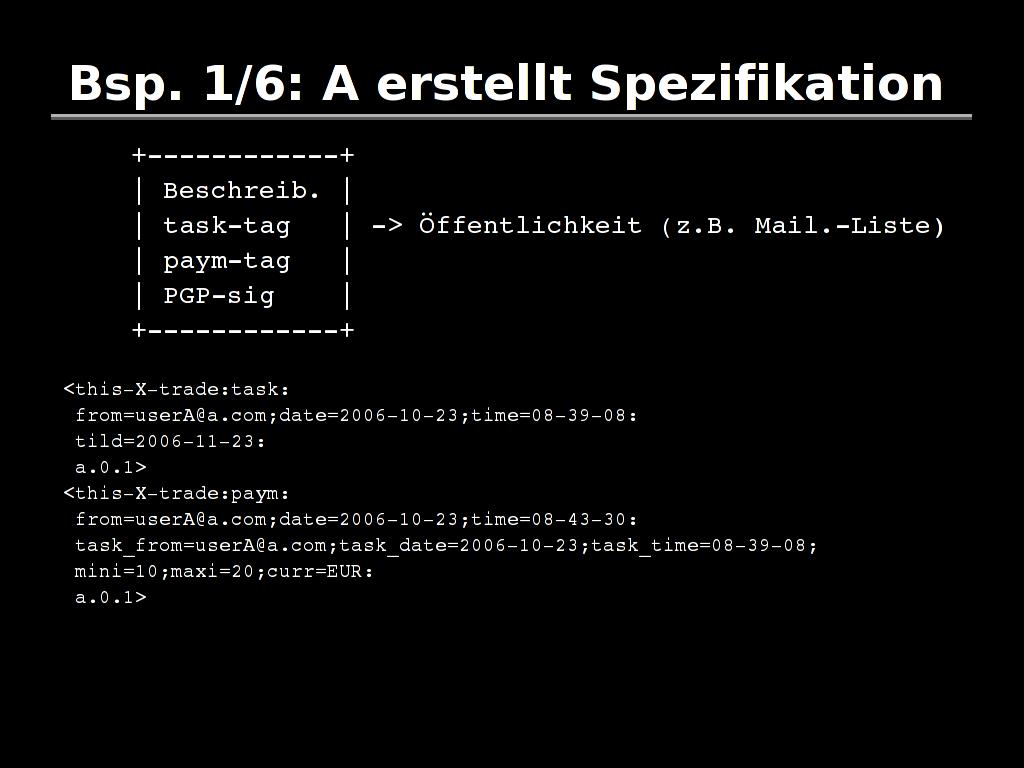 Bsp. 1/6: A erstellt Spezifikation
+------------+
| Beschreib. |
| task-tag   | -> Öffentlichkeit (z.B. Mail.-Liste)
| paym-tag   |
| PGP-sig    |
+------------+
<this-X-trade:task:
from=userA@a.com;date=2006-10-23;time=08-39-08:
tild=2006-11-23:
a.0.1>
<this-X-trade:paym:
from=userA@a.com;date=2006-10-23;time=08-43-30:
task_from=userA@a.com;task_date=2006-10-23;task_time=08-39-08;
mini=10;maxi=20;curr=EUR:
a.0.1>